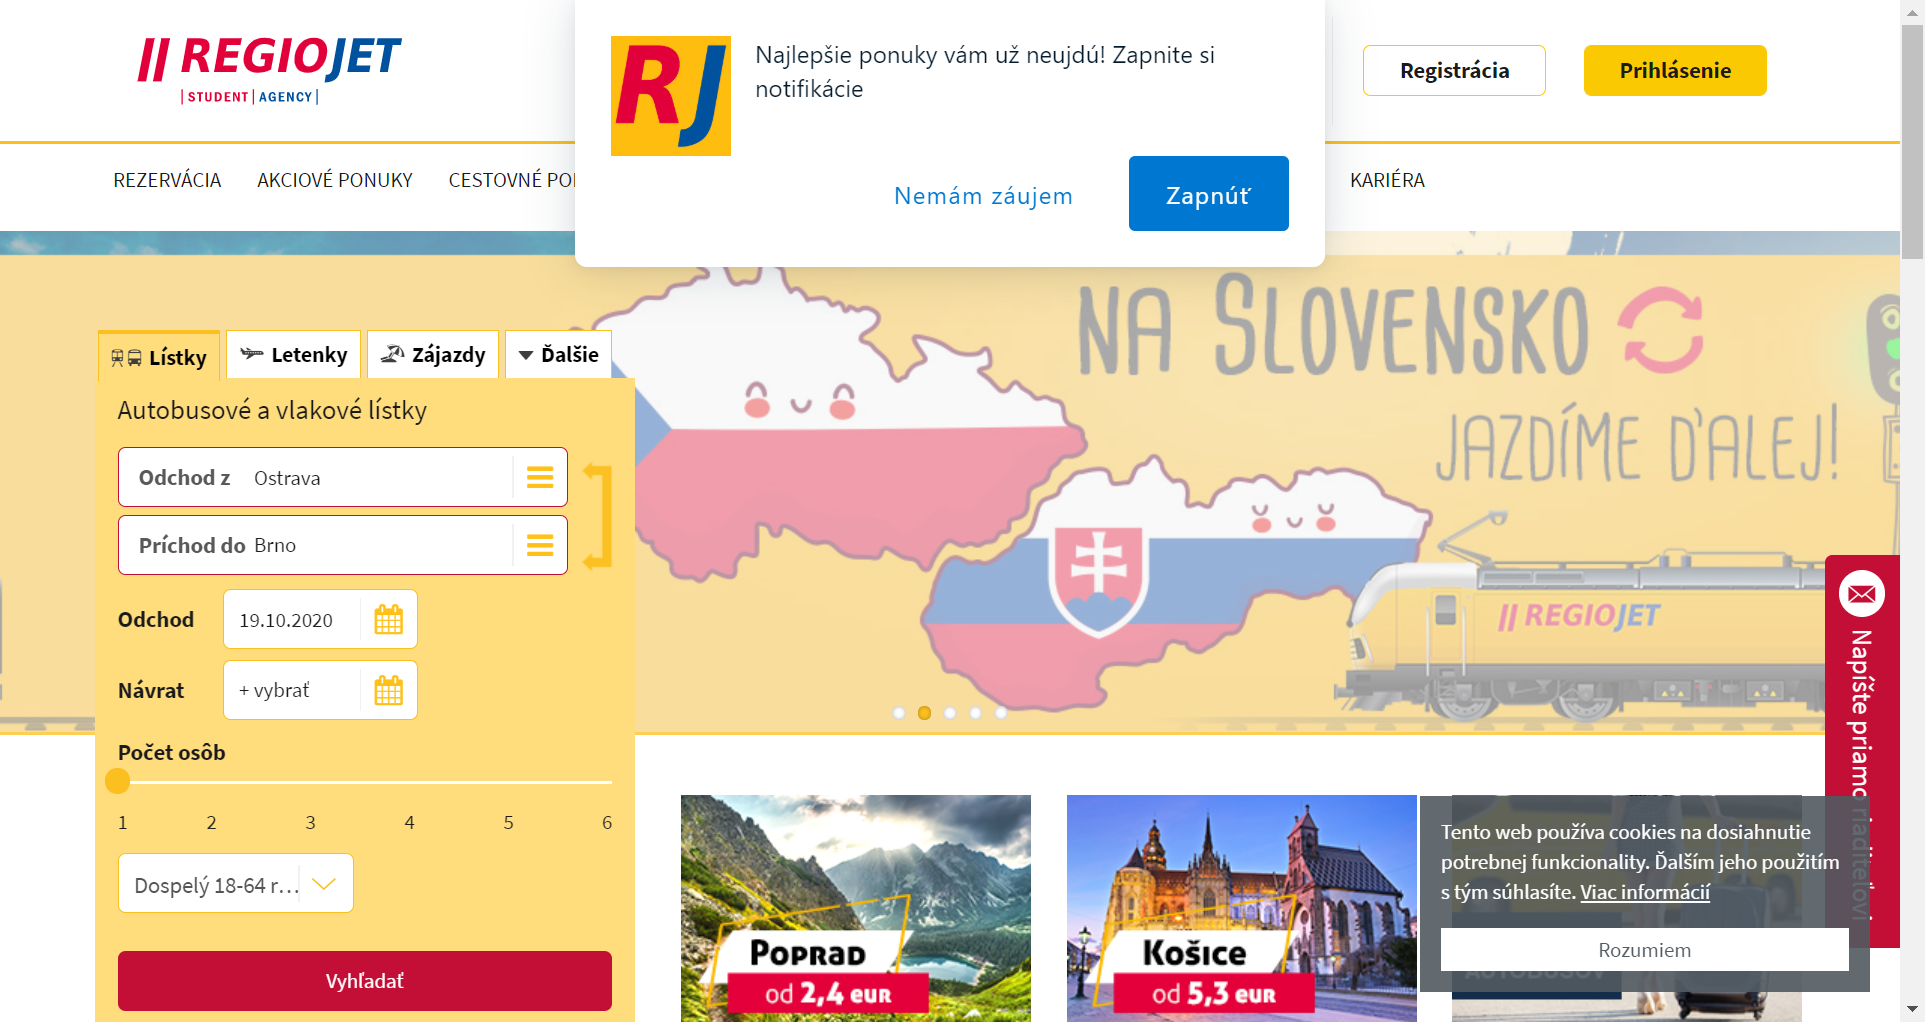 REGIOJET
STUDENT AGENCY
Najlepšie ponuky vám už neujdú! Zapnite si
notifikácie
Nemám záujem
Zapnúť
Registrácia
Prihlásenie
REZERVÁCIA
AKCIOVÉ PONUKY
CESTOVNÉ
KARIÉRA
NA SLOVENSKO
JAZDÍME ĎALEJ!
REGIOJET
Lístky
Letenky
Zájazdy
Ďalšie
Autobusové a vlakové lístky
Odchod z Ostrava
Príchod do Brno
Odchod 19.10.2020
Návrat + vybrať
Počet osôb
1 2 3 4 5 6
Dospelý 18-64 r...
Vyhľadať
POPRAD
od 2,4 EUR
Košice
od 5,3 EUR
Napíšte priamo riaditeľovi
Tento web používa cookies na dosiahnutie
potrebnej funkcionality. Ďalším jeho použitím
s tým súhlasíte. Viac informácií
Rozumiem
AUTOBUSOV